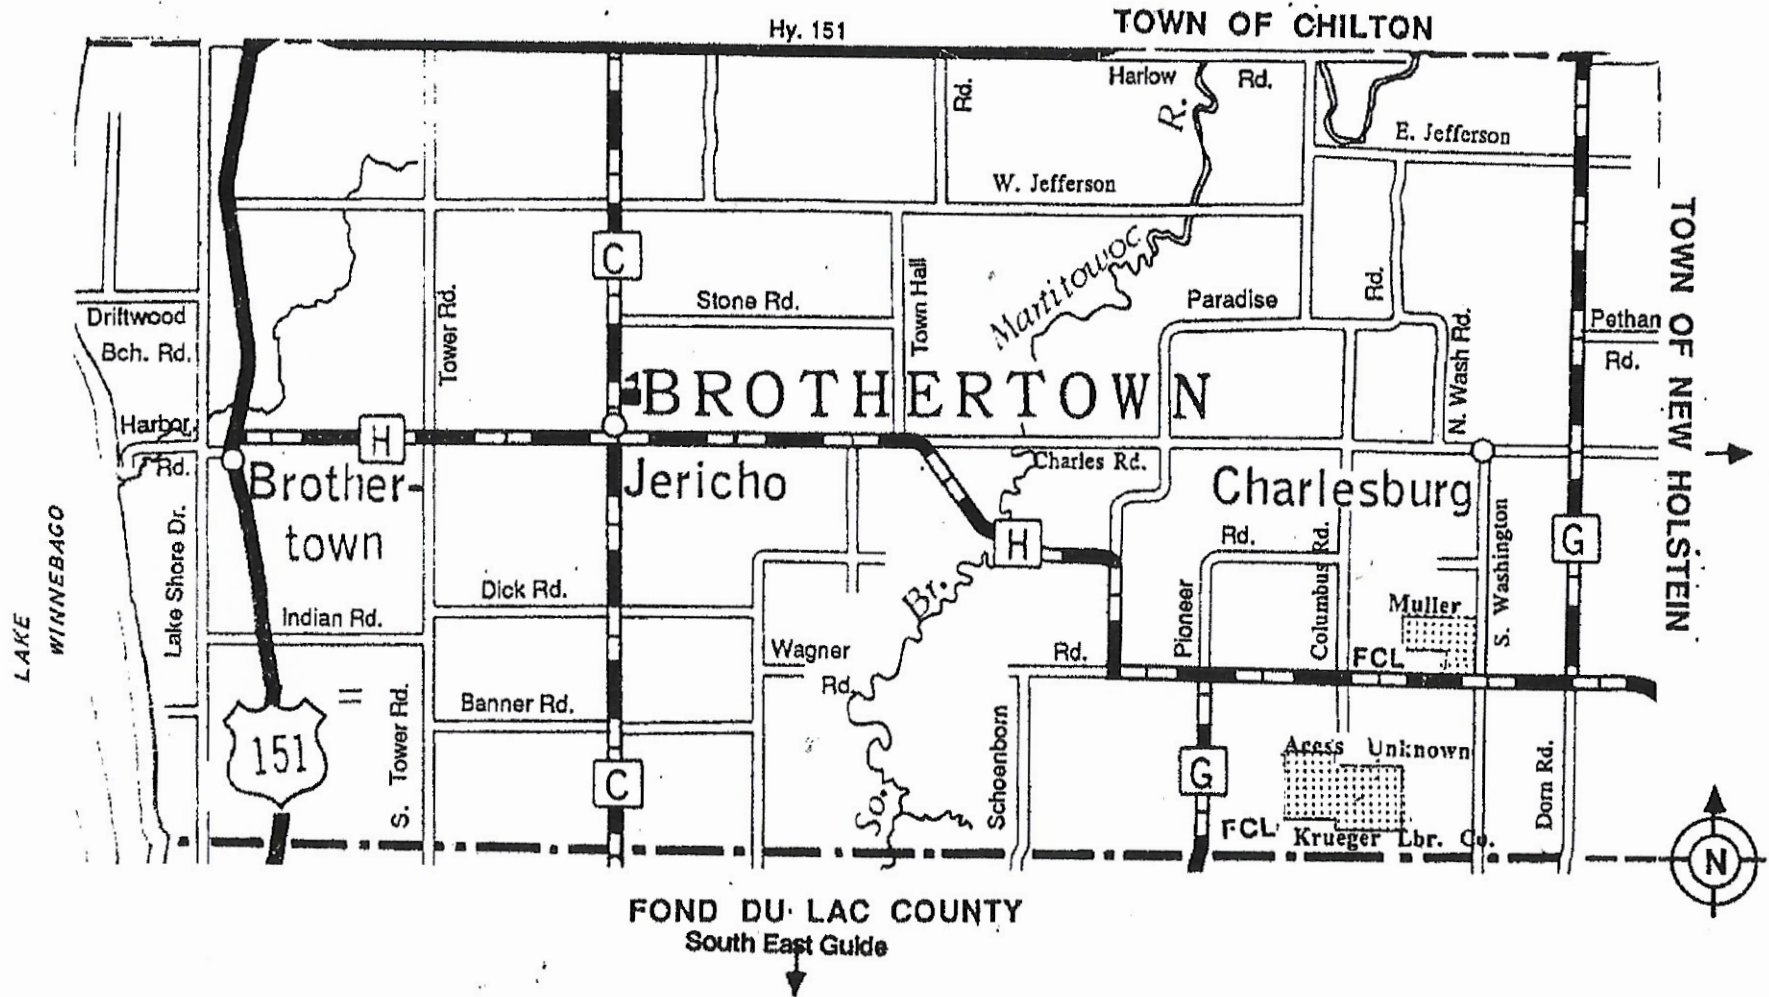 TOWN OF CHILTON
Hy. 151
Harlow Rd.
Rd.
R.
E. Jefferson
W. Jefferson
TOWN OF NEW HOLSTEIN
C
Manitowoc
Town Hall
Rd.
Stone Rd.
Paradise
Tower Rd.
Driftwood
Bch. Rd.
Pethan
Rd.
N. Wash Rd.
BROTHERTOWN
Harbor
Rd.
H
Charles Rd.
Brother-
town
Jericho
Charlesburg
LAKE
WINNEBAGO
Lake Shore Dr.
H
Rd.
G
S. Washington
Columbus Rd.
Pioneer
Dick Rd.
Br.
Muller
Indian Rd.
Wagner
Rd.
Rd.
FCL
S. Tower Rd.
Banner Rd.
Schoenborn
151
C
So.
G
Acess Unknown
Dorn Rd.
FCL
Krueger Lbr. Co.
N
FOND DU LAC COUNTY
South East Guide